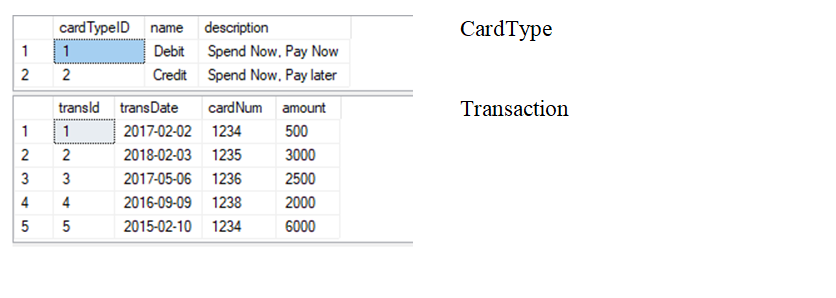 cardTypeID name description CardType
1 1 Debit Spend Now, Pay Now
2 2 Credit Spend Now, Pay later
transId transDate cardNum amount Transaction
1 1 2017-02-02 1234 500
2 2 2018-02-03 1235 3000
3 3 2017-05-06 1236 2500
4 4 2016-09-09 1238 2000
5 5 2015-02-10 1234 6000